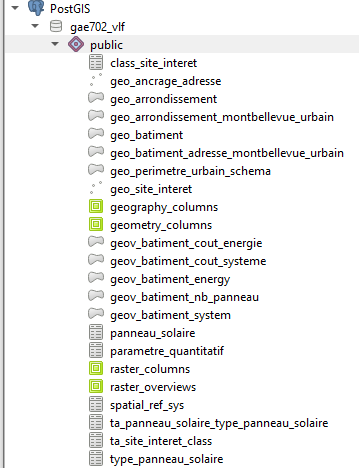 PostGIS
gae702_vlf
public
class_site_interet
geo_ancrage_adresse
geo_arrondissement
geo_arrondissement_montbellevue_urbain
geo_batiment
geo_batiment_adresse_montbellevue_urbain
geo_perimetre_urbain_schema
geo_site_interet
geography_columns
geometry_columns
geov_batiment_cout_energie
geov_batiment_cout_systeme
geov_batiment_energy
geov_batiment_nb_panneau
geov_batiment_system
panneau_solaire
parametre_quantitatif
raster_columns
raster_overviews
spatial_ref_sys
ta_panneau_solaire_type_panneau_solaire
ta_site_interet_class
type_panneau_solaire